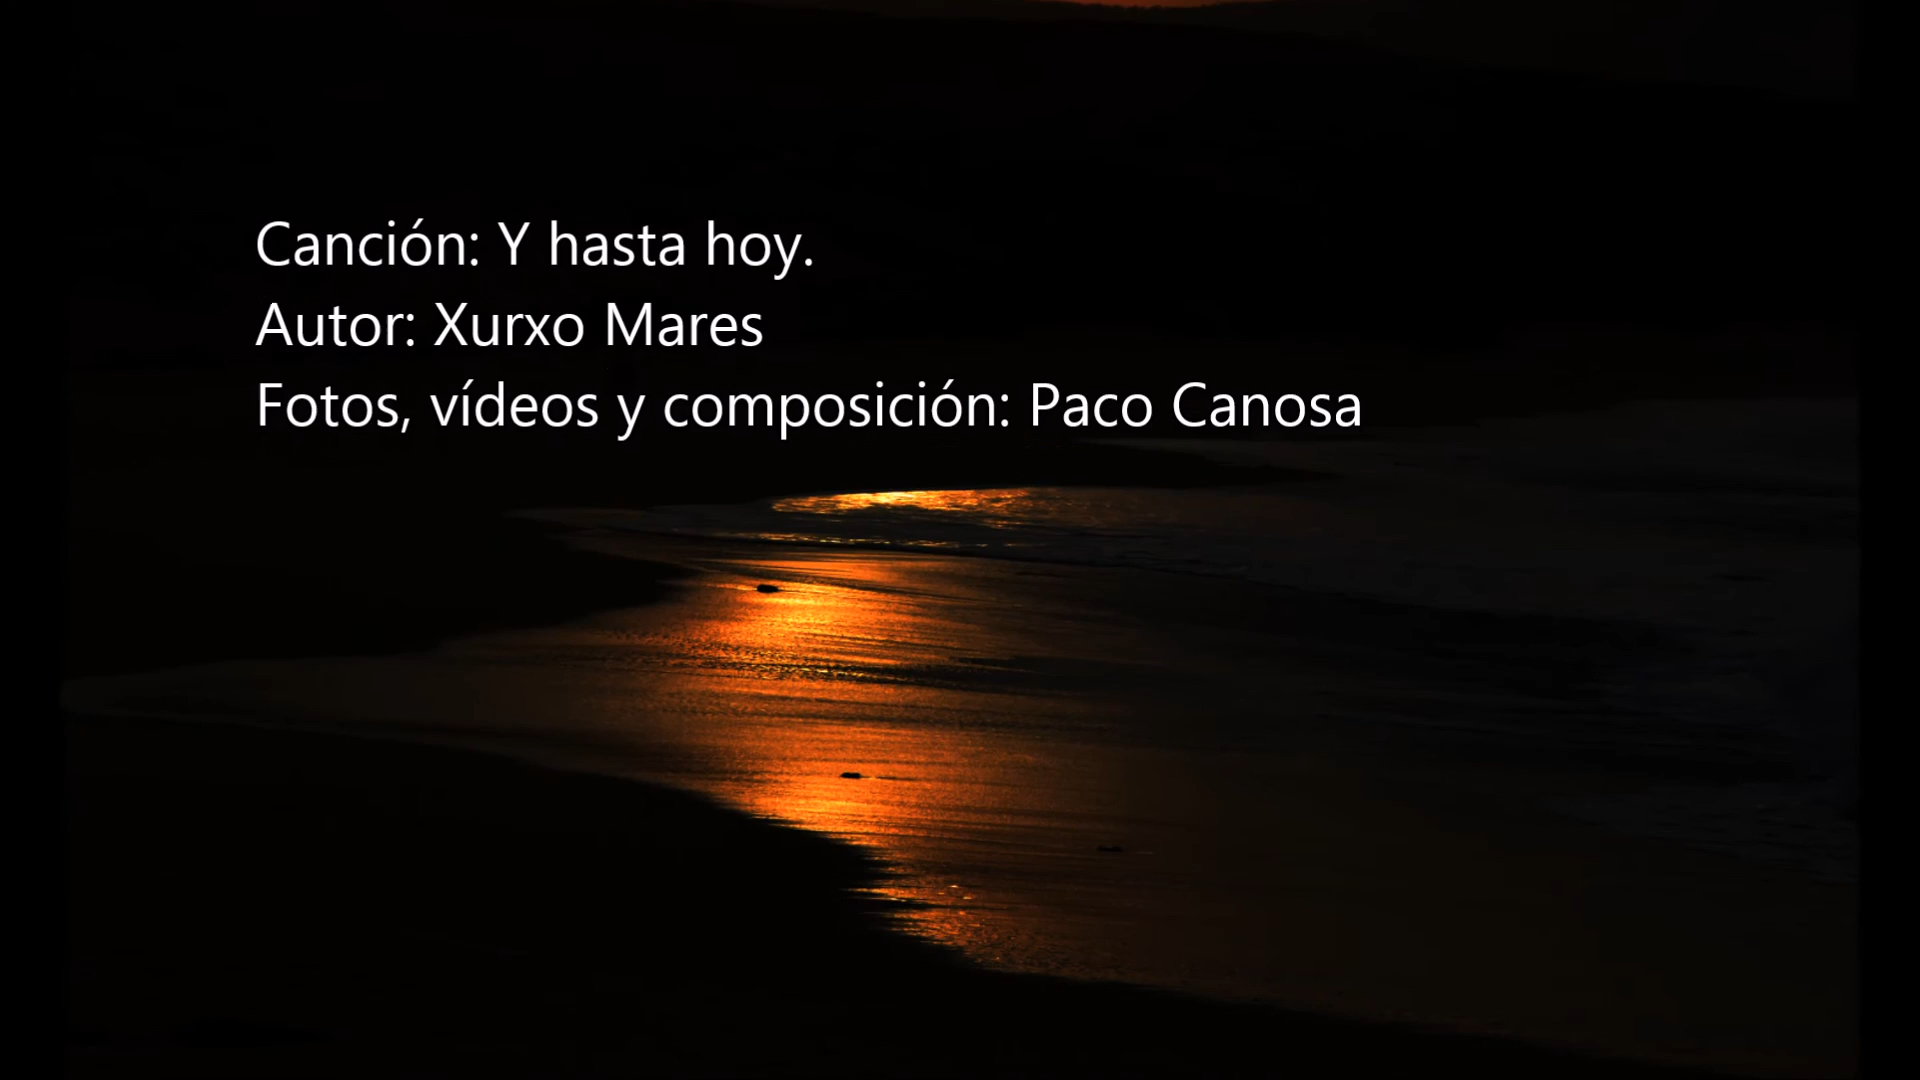 Canción: Y hasta hoy.
Autor: Xurxo Mares
Fotos, vídeos y composición: Paco Canosa